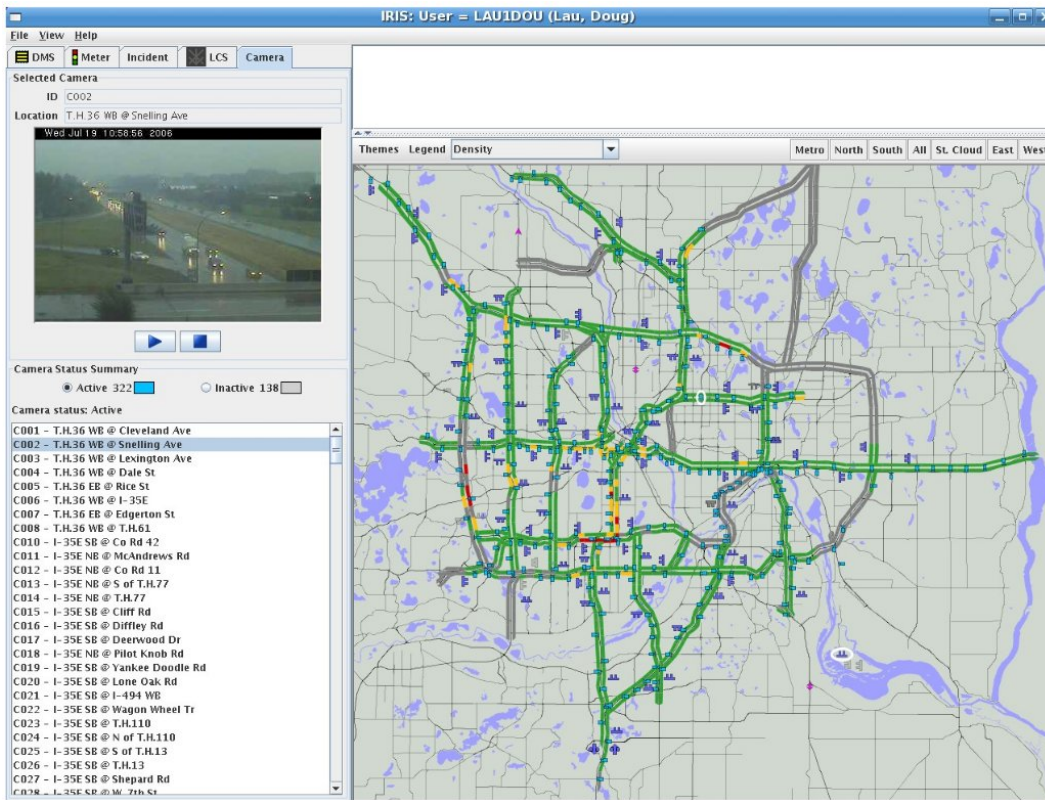 IRIS: User = LAU1DOU (Lau, Doug)
File View Help
DMS Meter Incident LCS Camera
Selected Camera
ID C002
Location T.H.36 WB @ Snelling Ave
Wed Jul 19 10:58:56 2006
Camera Status Summary
Active 322 Inactive 138
Camera status: Active
C001 - T.H.36 WB @ Cleveland Ave
C002 - T.H.36 WB @ Snelling Ave
C003 - T.H.36 WB @ Lexington Ave
C004 - T.H.36 WB @ Dale St
C005 - T.H.36 EB @ Rice St
C006 - T.H.36 WB @ I-35E
C007 - T.H.36 EB @ Edgerton St
C008 - T.H.36 WB @ T.H.61
C010 - I-35E SB @ Co Rd 42
C011 - I-35E NB @ McAndrews Rd
C012 - I-35E NB @ Co Rd 11
C013 - I-35E NB @ S of T.H.77
C014 - I-35E NB @ T.H.77
C015 - I-35E SB @ Cliff Rd
C016 - I-35E SB @ Diffley Rd
C017 - I-35E SB @ Deerwood Dr
C018 - I-35E NB @ Pilot Knob Rd
C019 - I-35E SB @ Yankee Doodle Rd
C020 - I-35E SB @ Lone Oak Rd
C021 - I-35E SB @ I-494 WB
C022 - I-35E SB @ Wagon Wheel Tr
C023 - I-35E SB @ T.H.110
C024 - I-35E SB @ N of T.H.110
C025 - I-35E SB @ S of T.H.13
C026 - I-35E SB @ T.H.13
C027 - I-35E SB @ Shepard Rd
C028 - I-35E SB @ W. 7th St
Themes Legend Density Metro North South All St. Cloud East West